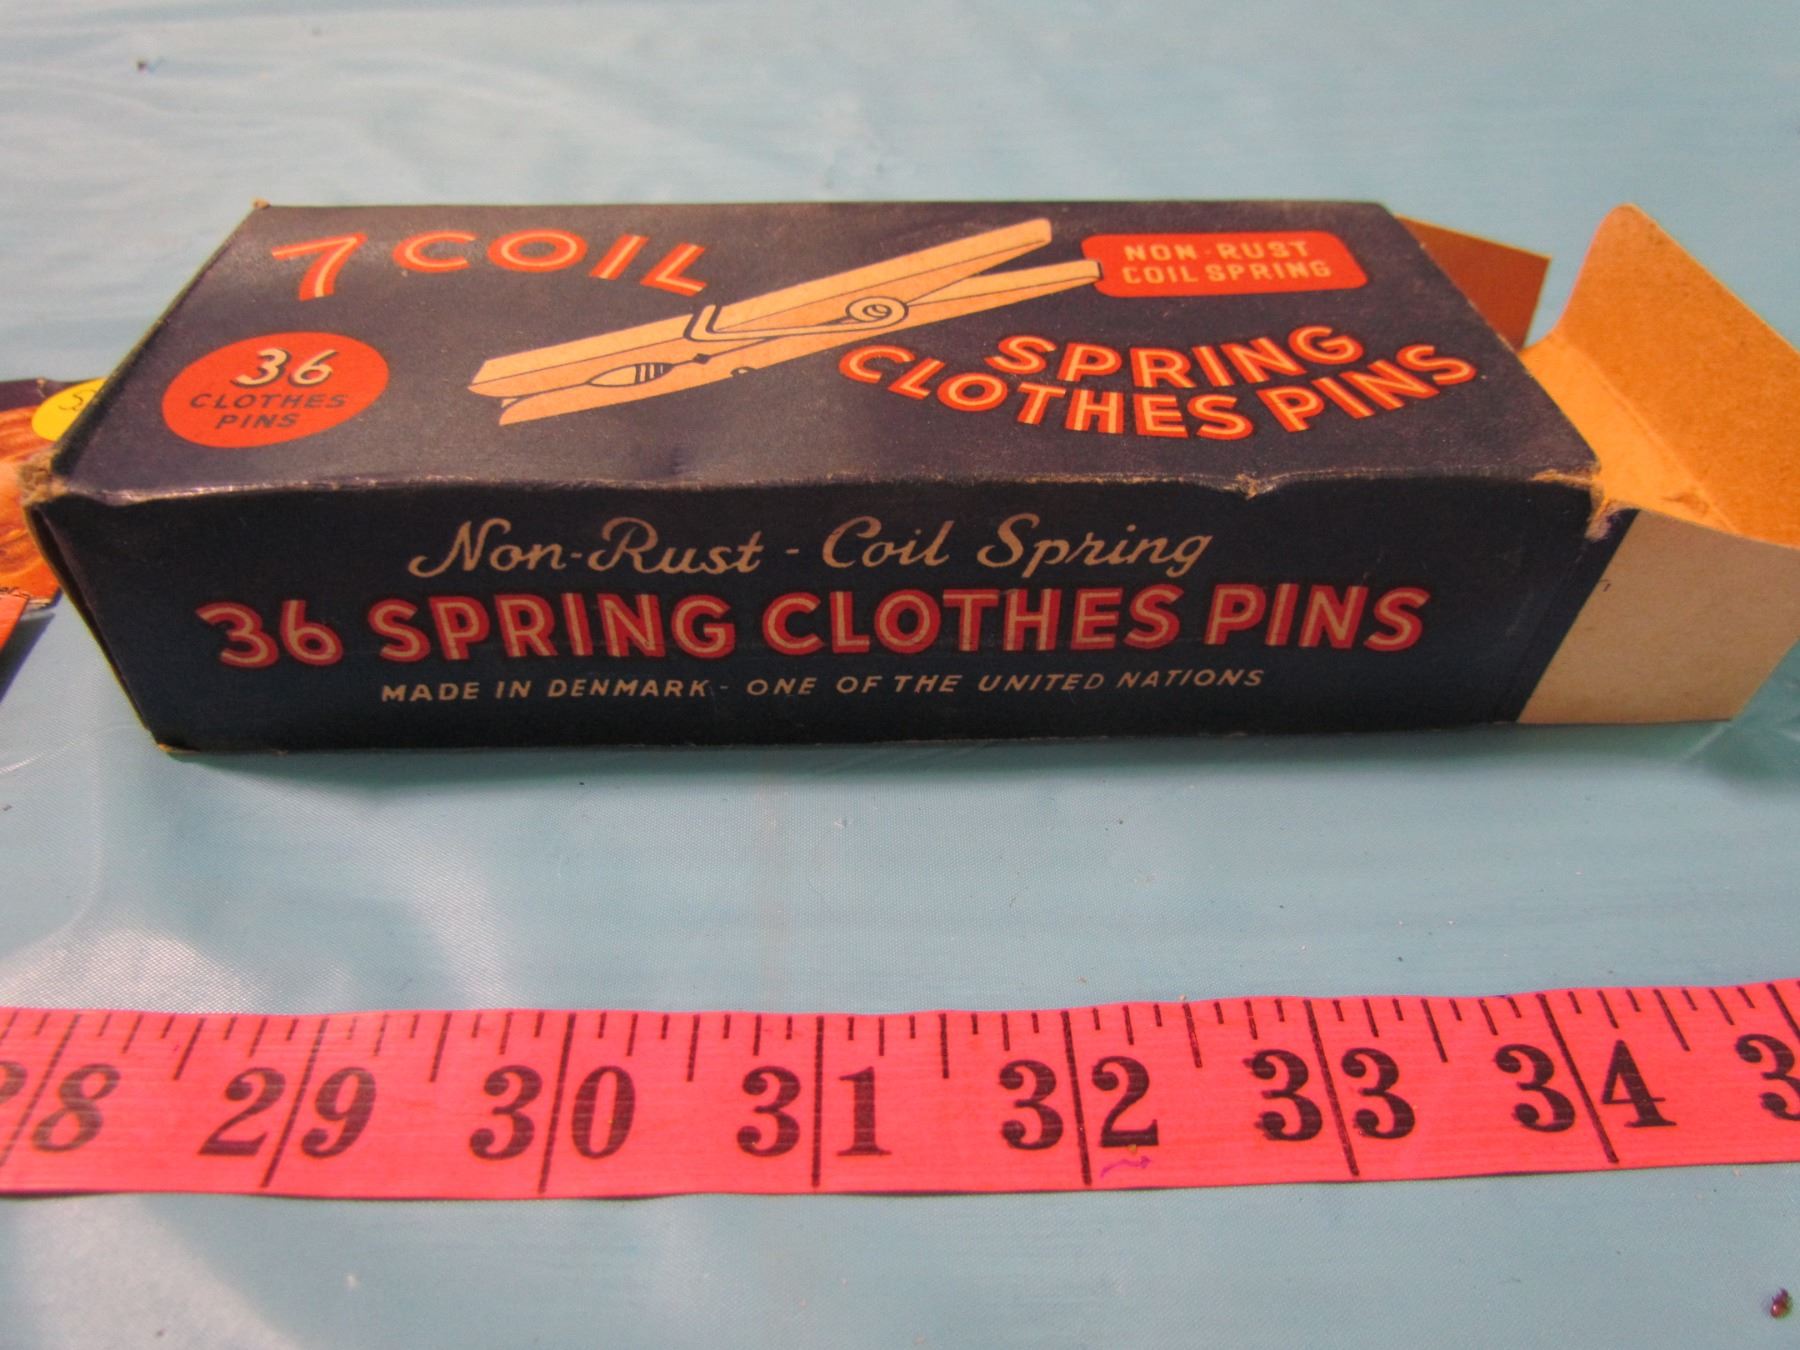 7 COIL
NON-RUST
COIL SPRING
36
CLOTHES
PINS
SPRING
CLOTHES PINS
Non-Rust - Coil Spring
36 SPRING CLOTHES PINS
MADE IN DENMARK - ONE OF THE UNITED NATIONS
28 29 30 31 32 33 34 3